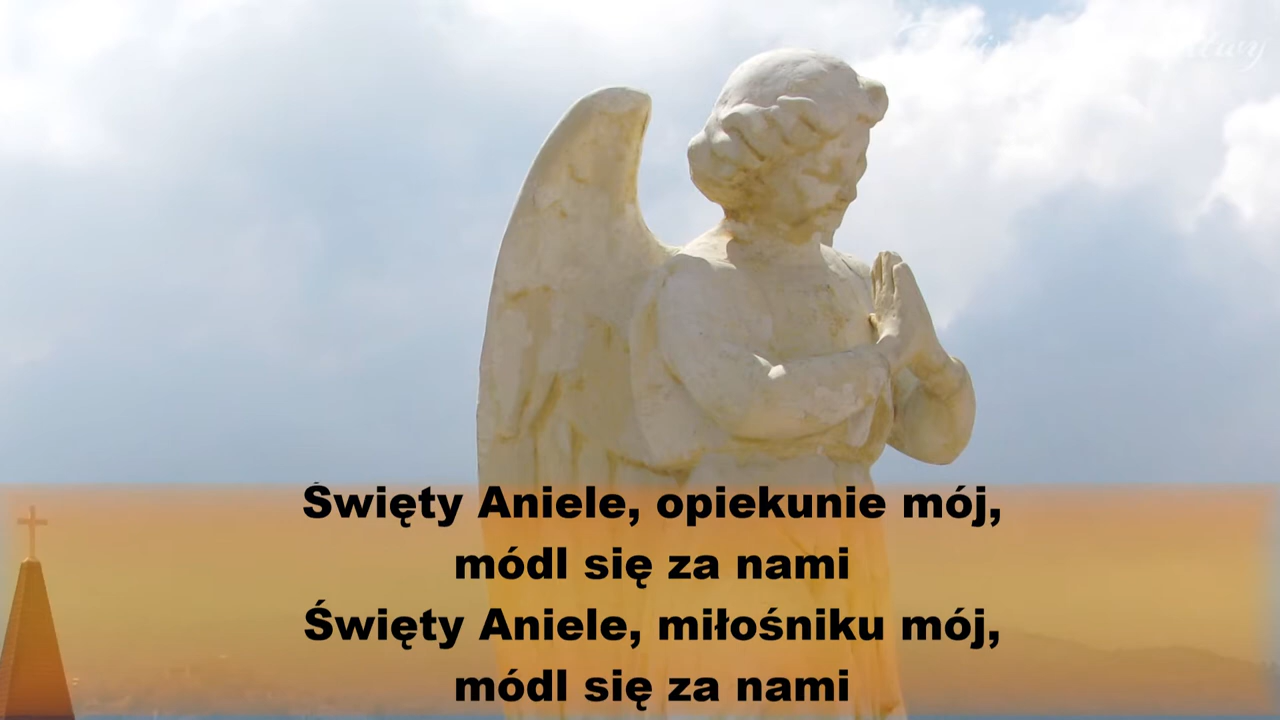 Święty Aniele, opiekunie mój,
módl się za nami
Święty Aniele, miłośniku mój,
módl się za nami